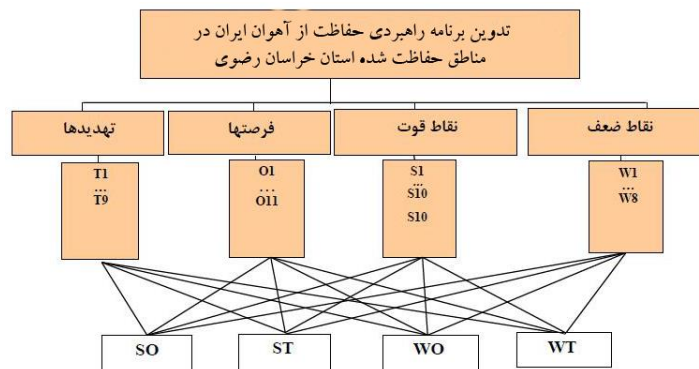 تدوین برنامه راهبردی حفاظت از آهوان ایران در
مناطق حفاظت شده استان خراسان رضوی
نقاط ضعف
نقاط قوت
فرصتها
تهدیدها
W1
...
W8
S1
...
S10
S10
O1
...
O11
T1
...
T9
SO
ST
WO
WT